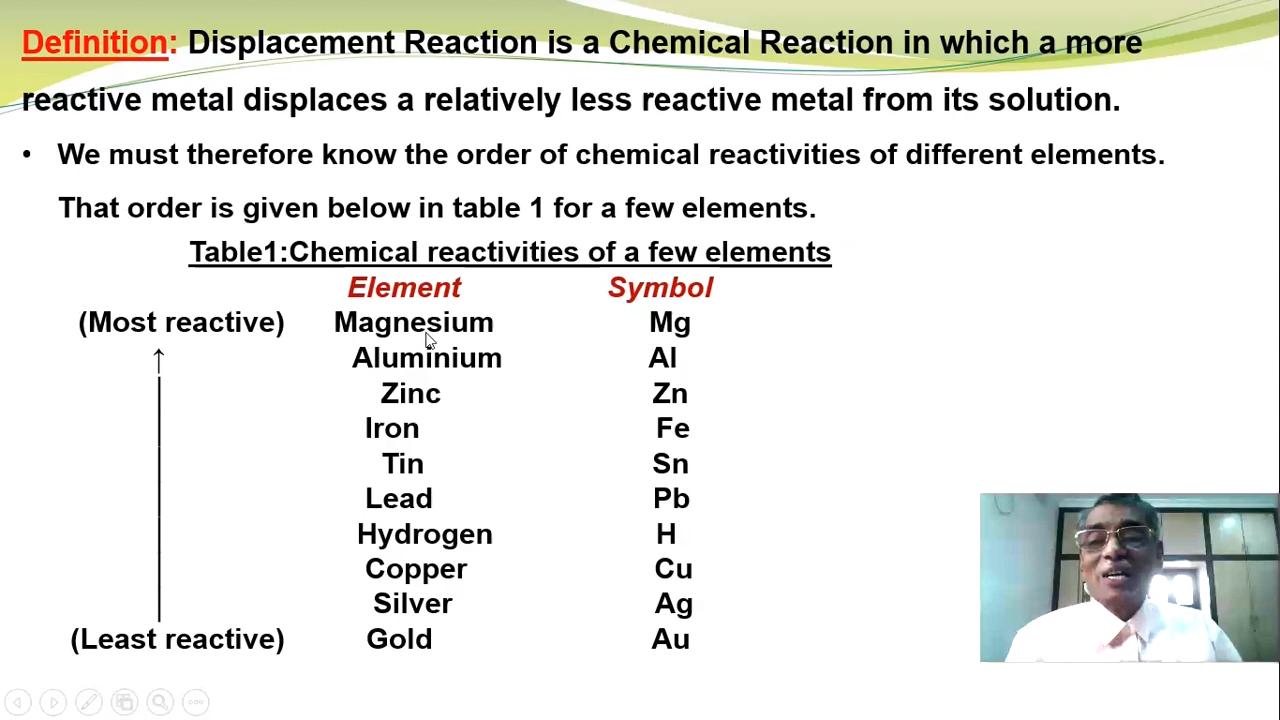 Definition: Displacement Reaction is a Chemical Reaction in which a more
reactive metal displaces a relatively less reactive metal from its solution.
• We must therefore know the order of chemical reactivities of different elements.
That order is given below in table 1 for a few elements.
Table1:Chemical reactivities of a few elements
Element Symbol
(Most reactive) Magnesium Mg
Aluminium Al
Zinc Zn
Iron Fe
Tin Sn
Lead Pb
Hydrogen H
Copper Cu
Silver Ag
(Least reactive) Gold Au